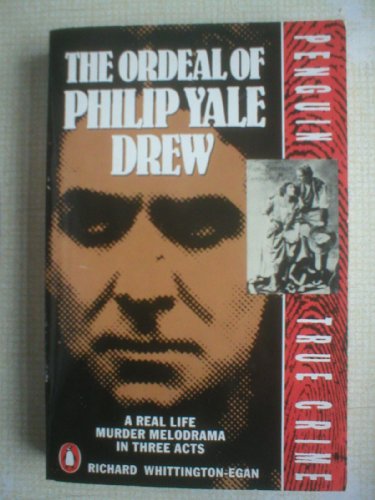 THE ORDEAL OF
PHILIP YALE
DREW
PENGUIN
TRUE CRIME
A REAL LIFE
MURDER MELODRAMA
IN THREE ACTS
RICHARD WHITTINGTON-EGAN